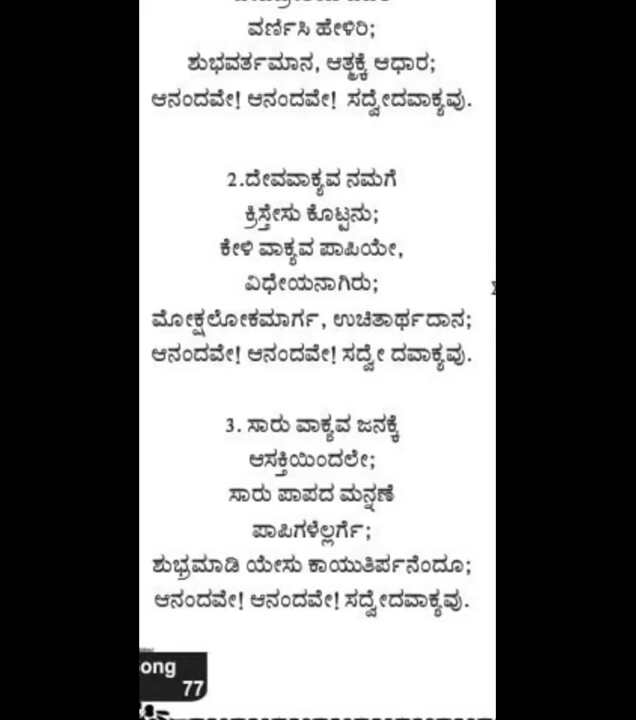 ವರ್ಣಿಸಿ ಹೇಳಿರಿ;
ಶುಭವರ್ತಮಾನ, ಆತ್ಮಕ್ಕೆ ಆಧಾರ;
ಆನಂದವೇ! ಆನಂದವೇ! ಸದ್ವೇದವಾಕ್ಯವು.
2.ದೇವವಾಕ್ಯವ ನಮಗೆ
ಕ್ರಿಸ್ತೇಸು ಕೊಟ್ಟನು;
ಕೇಳಿ ವಾಕ್ಯವ ಪಾಪಿಯೇ,
ವಿಧೇಯನಾಗಿರು;
ಮೋಕ್ಷಲೋಕಮಾರ್ಗ, ಉಚಿತಾರ್ಥದಾನ;
ಆನಂದವೇ! ಆನಂದವೇ! ಸದ್ವೇ ದವಾಕ್ಯವು.
3. ಸಾರು ವಾಕ್ಯವ ಜನಕ್ಕೆ
ಆಸಕ್ತಿಯಿಂದಲೇ;
ಸಾರು ಪಾಪದ ಮನ್ನಣೆ
ಪಾಪಿಗಳೆಲ್ಲರ್ಗೆ;
ಶುಭ್ರಮಾಡಿ ಯೇಸು ಕಾಯುತಿರ್ಪನೆಂದೂ;
ಆನಂದವೇ! ಆನಂದವೇ! ಸದ್ವೇದವಾಕ್ಯವು.
ong
77